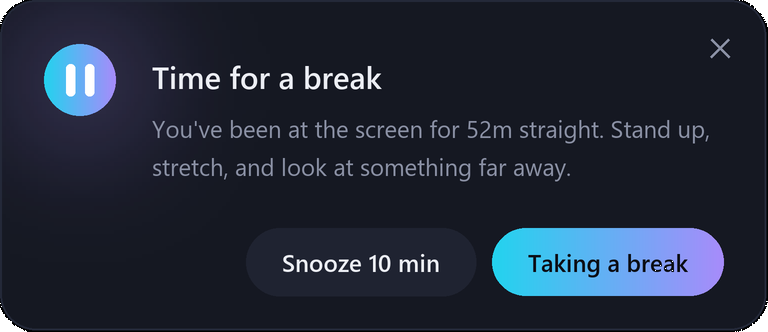 Time for a break
You've been at the screen for 52m straight. Stand up,
stretch, and look at something far away.
Snooze 10 min
Taking a break